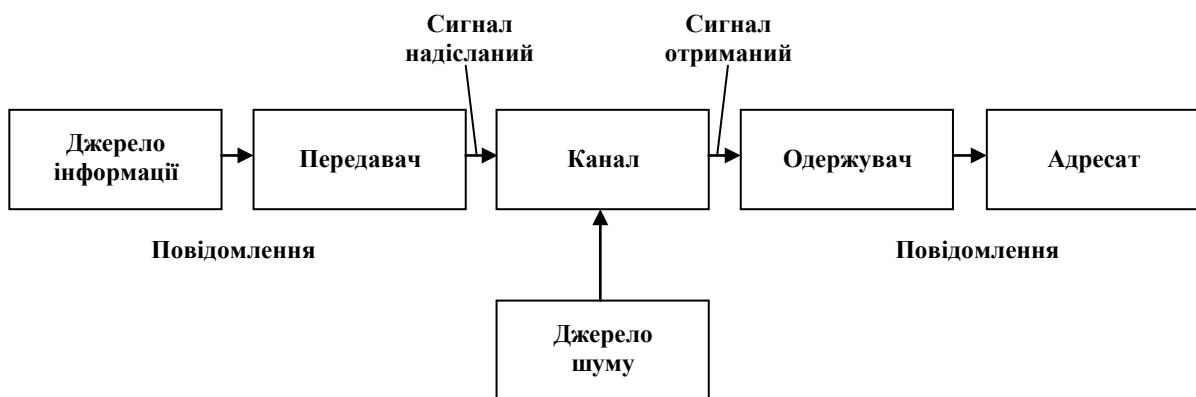 Сигнал
надісланий
Сигнал
отриманий
Джерело
інформації
Передавач
Канал
Одержувач
Адресат
Повідомлення
Повідомлення
Джерело
шуму